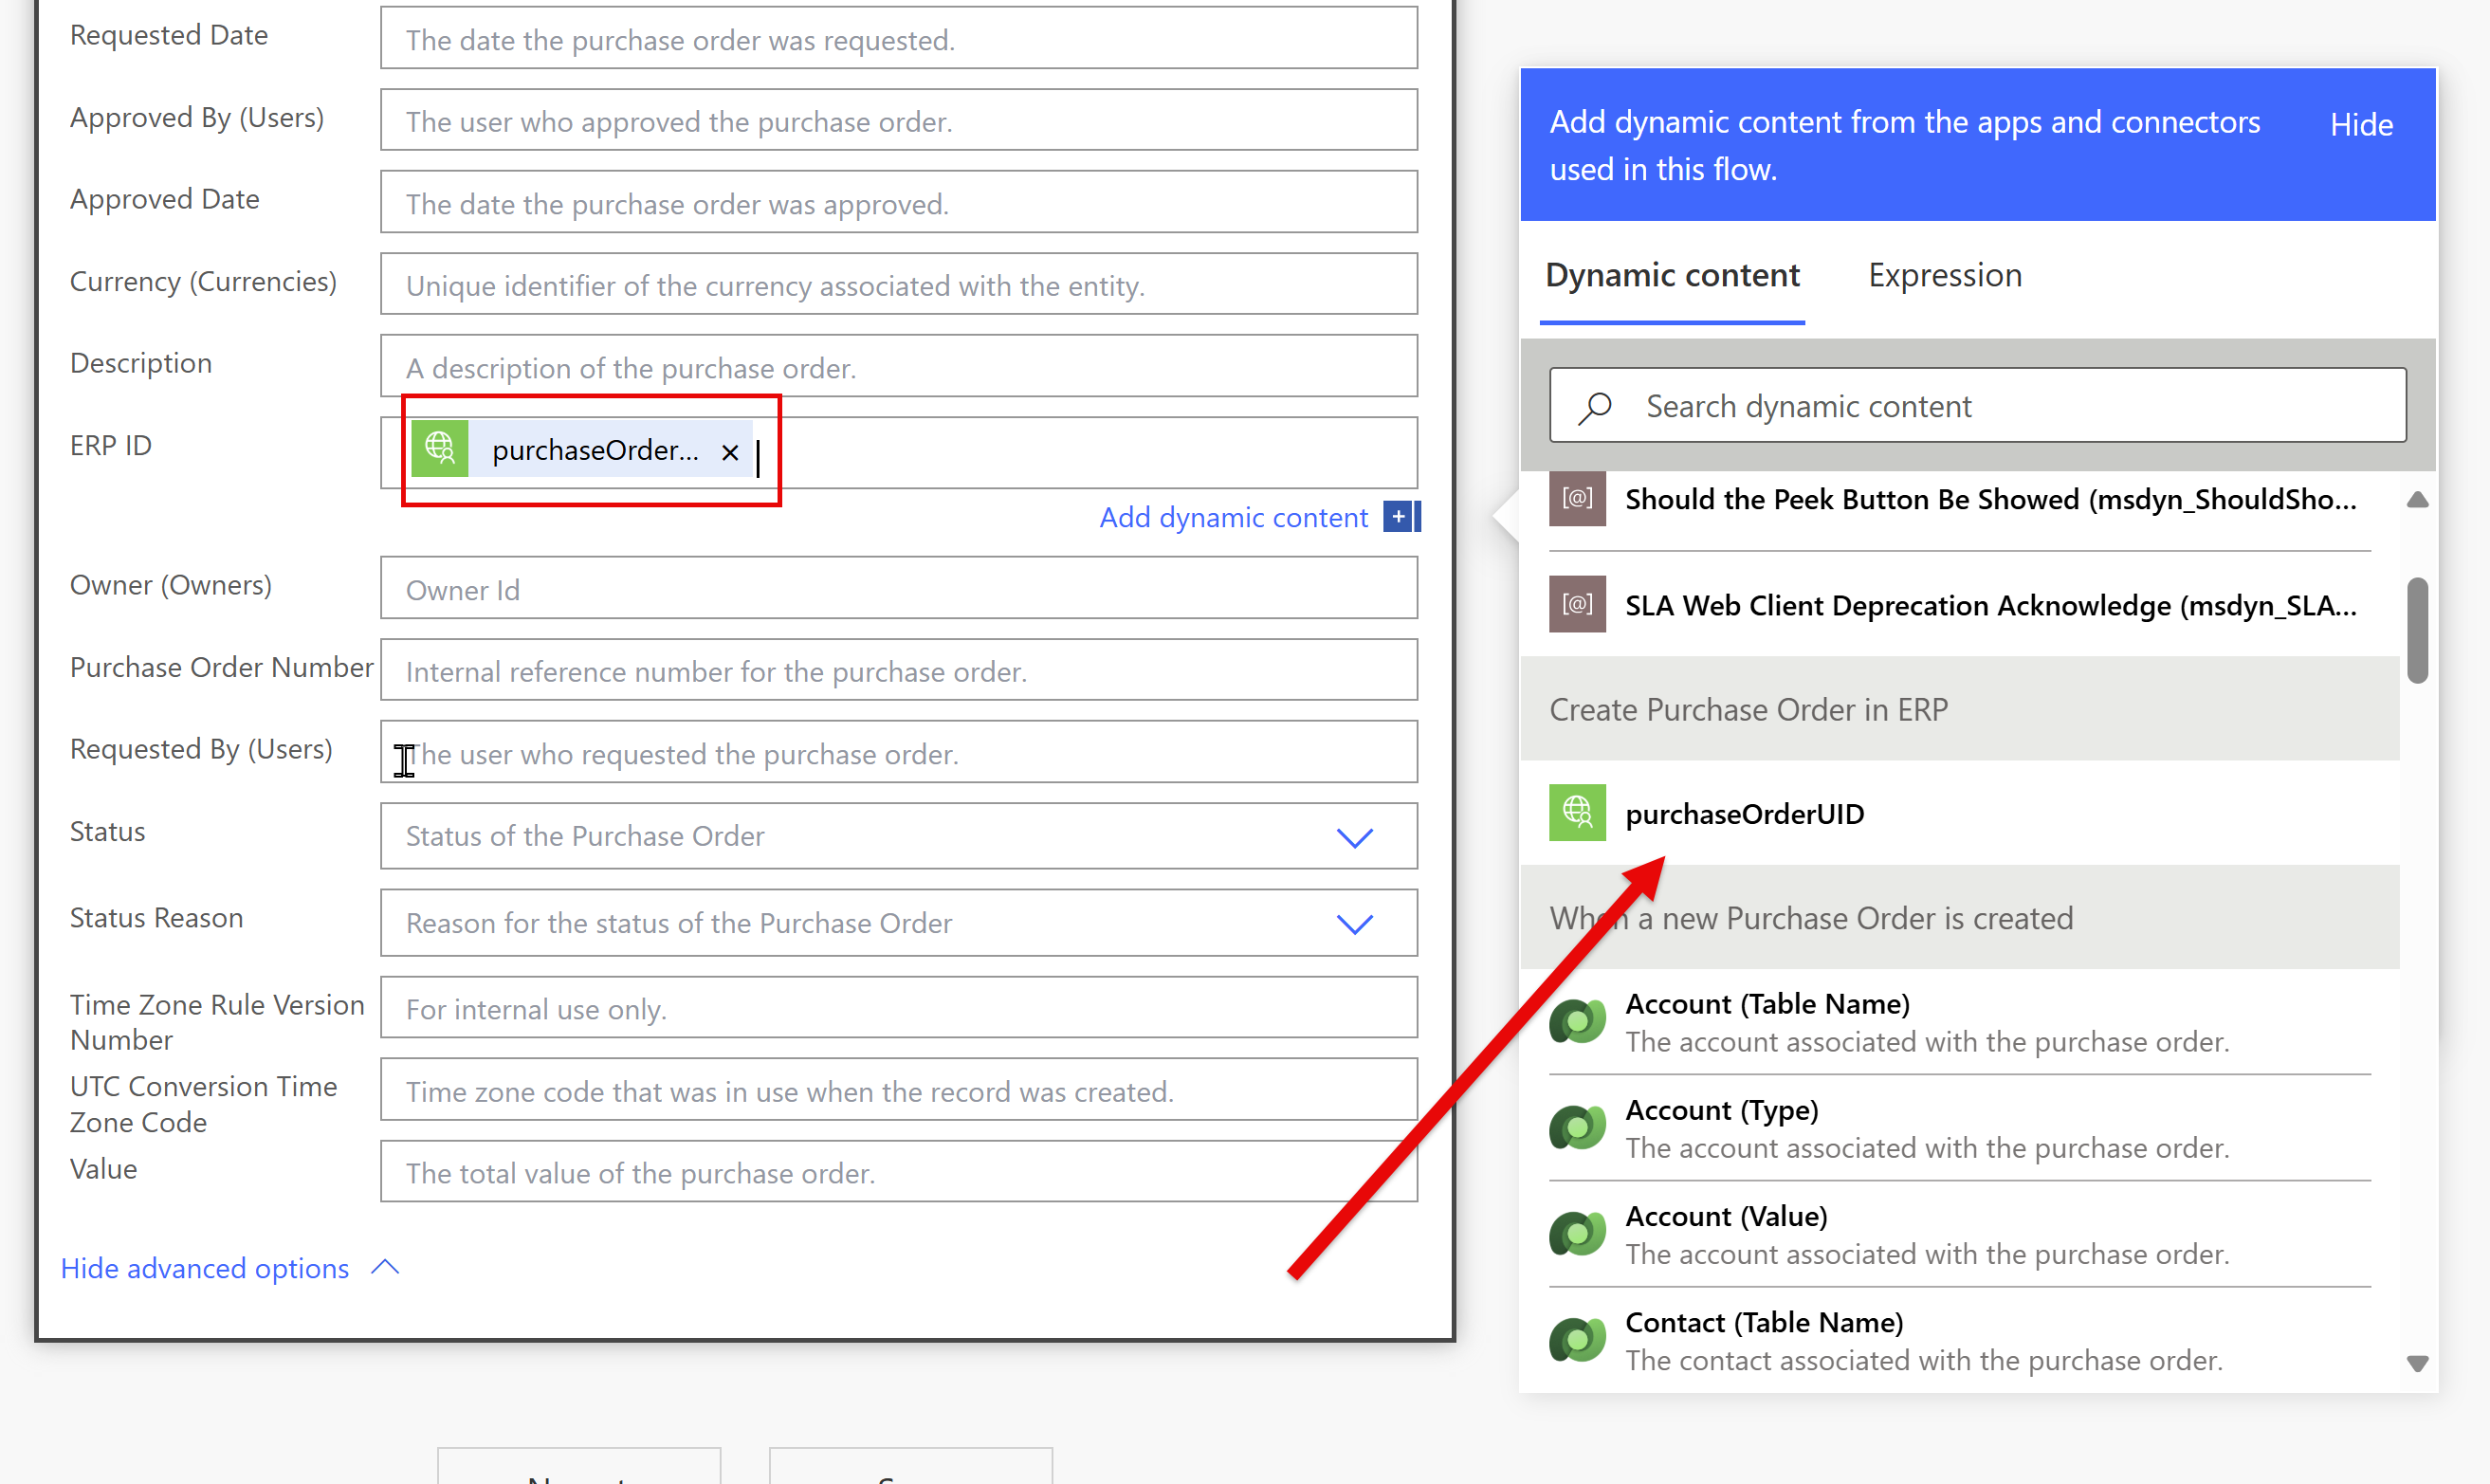 Requested Date
The date the purchase order was requested.
Approved By (Users)
The user who approved the purchase order.
Approved Date
The date the purchase order was approved.
Currency (Currencies)
Unique identifier of the currency associated with the entity.
Description
A description of the purchase order.
ERP ID
purchaseOrder... ×
Add dynamic content
Owner (Owners)
Owner Id
Purchase Order Number
Internal reference number for the purchase order.
Requested By (Users)
The user who requested the purchase order.
Status
Status of the Purchase Order
Status Reason
Reason for the status of the Purchase Order
Time Zone Rule Version
Number
For internal use only.
UTC Conversion Time
Zone Code
Time zone code that was in use when the record was created.
Value
The total value of the purchase order.
Hide advanced options
Add dynamic content from the apps and connectors
used in this flow.
Hide
Dynamic content
Expression
Search dynamic content
[@] Should the Peek Button Be Showed (msdyn_ShouldSho...
[@] SLA Web Client Deprecation Acknowledge (msdyn_SLA...
Create Purchase Order in ERP
purchaseOrderUID
When a new Purchase Order is created
Account (Table Name)
The account associated with the purchase order.
Account (Type)
The account associated with the purchase order.
Account (Value)
The account associated with the purchase order.
Contact (Table Name)
The contact associated with the purchase order.